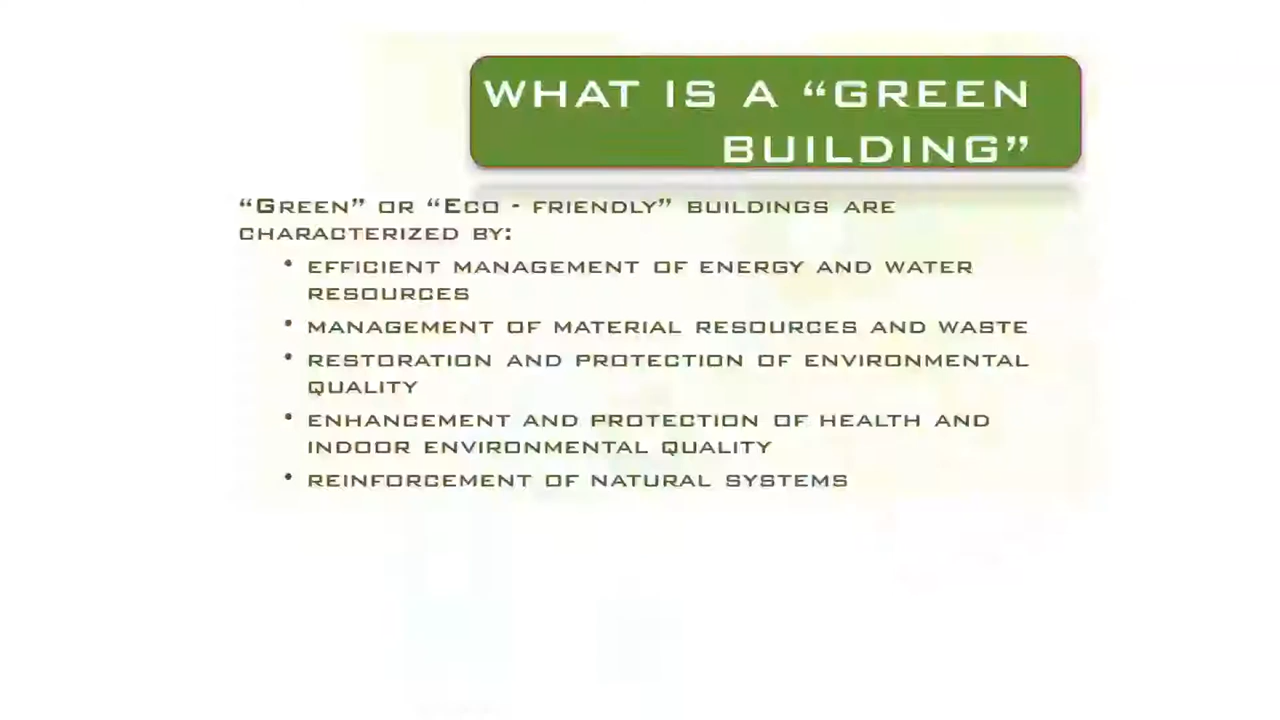 WHAT IS A “GREEN
BUILDING”
“GREEN” OR “ECO - FRIENDLY” BUILDINGS ARE
CHARACTERIZED BY:
• EFFICIENT MANAGEMENT OF ENERGY AND WATER
RESOURCES
• MANAGEMENT OF MATERIAL RESOURCES AND WASTE
• RESTORATION AND PROTECTION OF ENVIRONMENTAL
QUALITY
• ENHANCEMENT AND PROTECTION OF HEALTH AND
INDOOR ENVIRONMENTAL QUALITY
• REINFORCEMENT OF NATURAL SYSTEMS